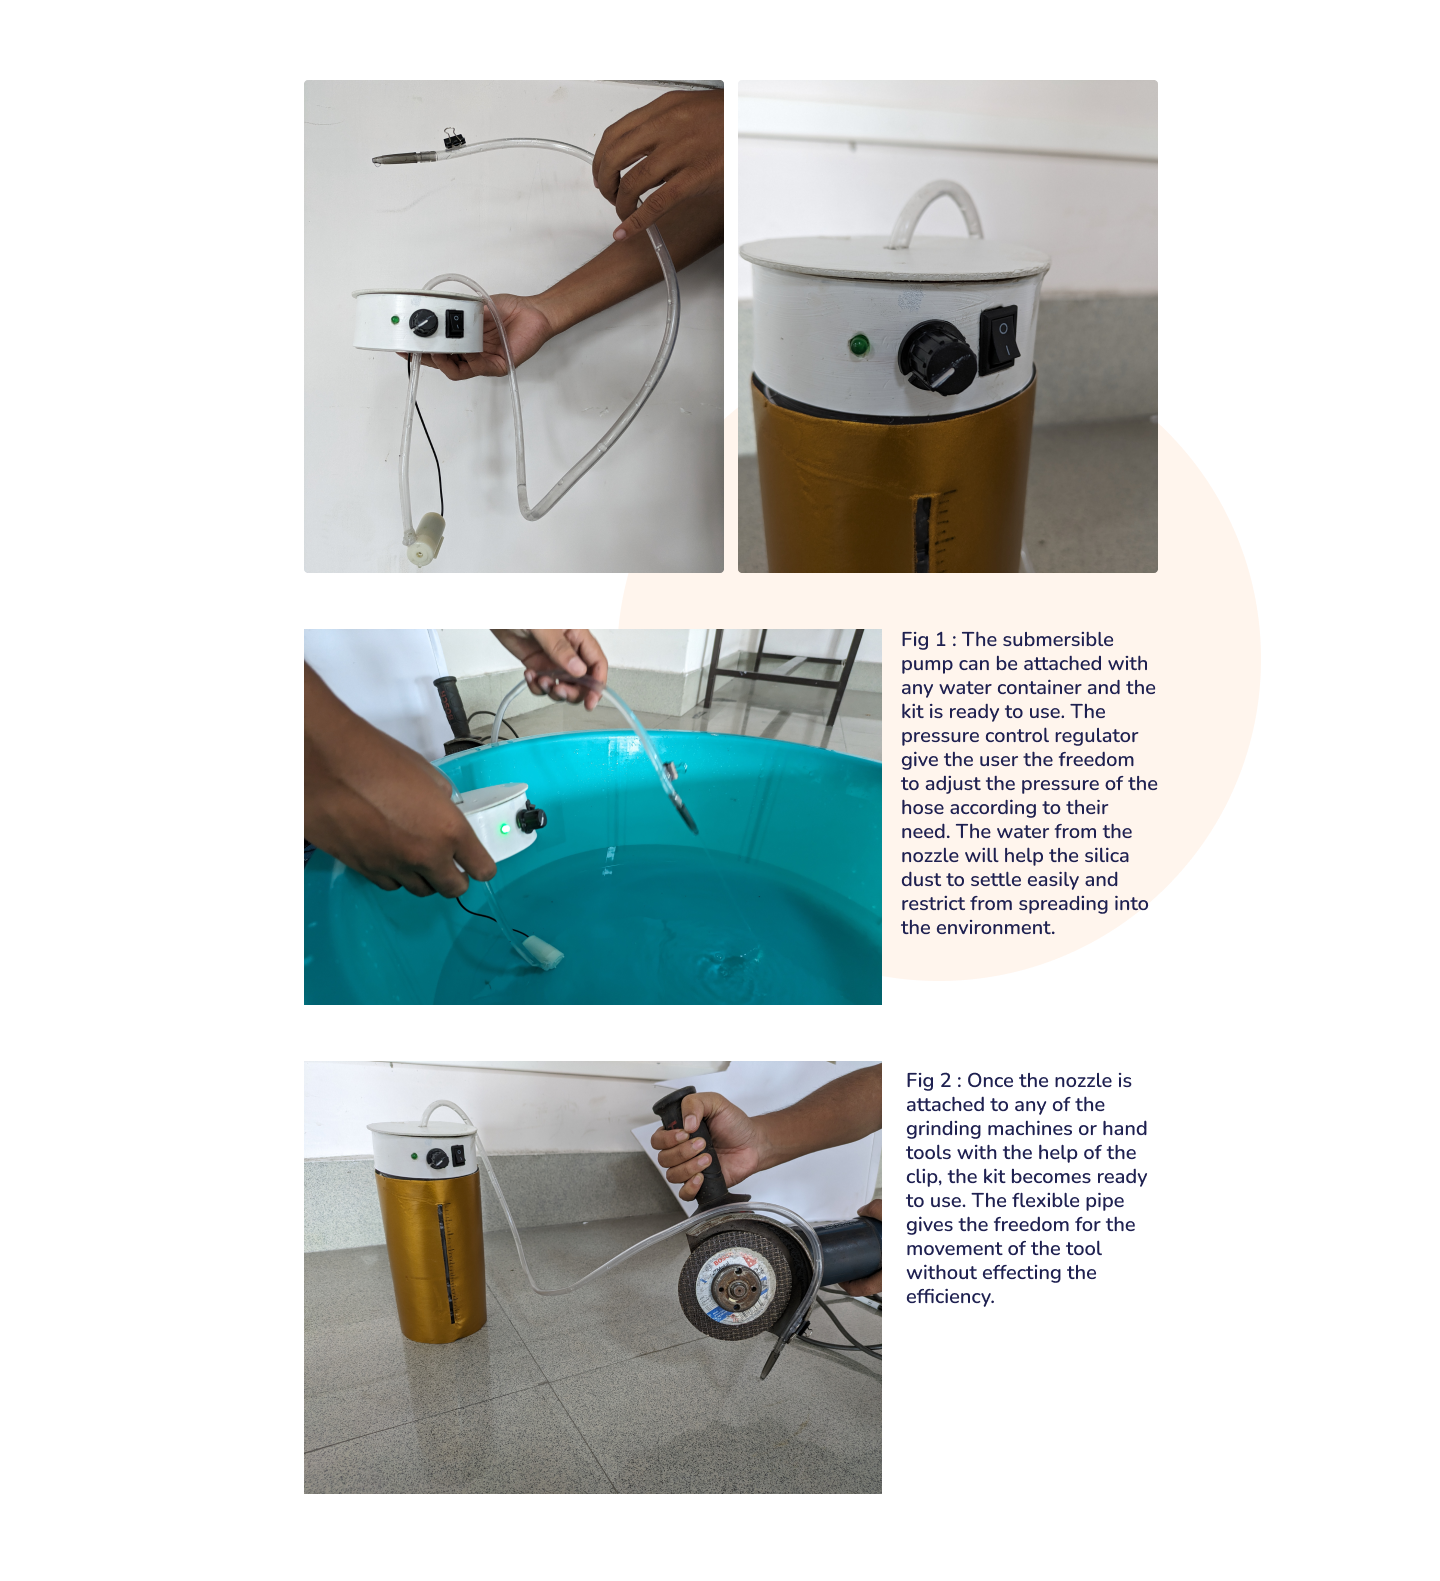 Fig 1 : The submersible
pump can be attached with
any water container and the
kit is ready to use. The
pressure control regulator
give the user the freedom
to adjust the pressure of the
hose according to their
need. The water from the
nozzle will help the silica
dust to settle easily and
restrict from spreading into
the environment.
Fig 2 : Once the nozzle is
attached to any of the
grinding machines or hand
tools with the help of the
clip, the kit becomes ready
to use. The flexible pipe
gives the freedom for the
movement of the tool
without effecting the
efficiency.